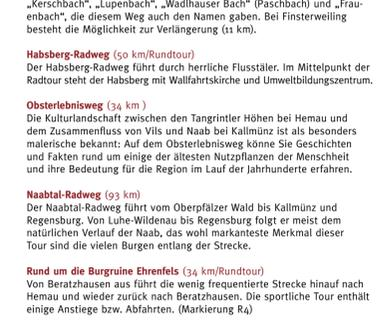 „Kerschbach“, „Lupenbach“, „Wadlhauser Bach“ (Paschbach) und „Frau-
enbach“, die diesem Weg auch den Namen gaben. Bei Finsterweiling
besteht die Möglichkeit zur Verlängerung (11 km).
Habsberg-Radweg (50 km/Rundtour)
Der Habsberg-Radweg führt durch herrliche Flusstäler. Im Mittelpunkt der
Radtour steht der Habsberg mit Wallfahrtskirche und Umweltbildungszentrum.
Obsterlebnisweg (34 km )
Die Kulturlandschaft zwischen den Tangrintler Höhen bei Hemau und
dem Zusammenfluss von Vils und Naab bei Kallmünz ist als besonders
malerische bekannt: Auf dem Obsterlebnisweg könne Sie Geschichten
und Fakten rund um einige der ältesten Nutzpflanzen der Menschheit
und ihre Bedeutung für die Region im Lauf der Jahrhunderte erfahren.
Naabtal-Radweg (93 km)
Der Naabtal-Radweg führt vom Oberpfälzer Wald bis Kallmünz und
Regensburg. Von Luhe-Wildenau bis Regensburg folgt er meist dem
natürlichen Verlauf der Naab, das wohl markanteste Merkmal dieser
Tour sind die vielen Burgen entlang der Strecke.
Rund um die Burgruine Ehrenfels (34 km/Rundtour)
Von Beratzhausen aus führt die wenig frequentierte Strecke hinauf nach
Hemau und wieder zurück nach Beratzhausen. Die sportliche Tour enthält
einige Anstiege bzw. Abfahrten. (Markierung R4)